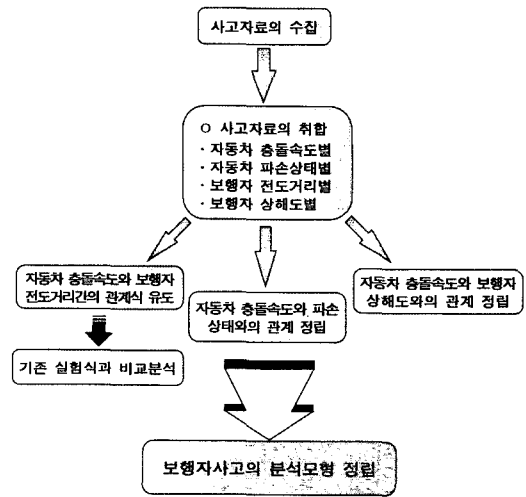 사고자료의 수집
○ 사고자료의 취합
· 자동차 충돌속도별
· 자동차 파손상태별
· 보행자 전도거리별
· 보행자 상해도별
자동차 충돌속도와 보행자
전도거리간의 관계식 유도
자동차 충돌속도와 파손
상태와의 관계 정립
자동차 충돌속도와 보행자
상해도와의 관계 정립
기존 실험식과 비교분석
보행자사고의 분석모형 정립